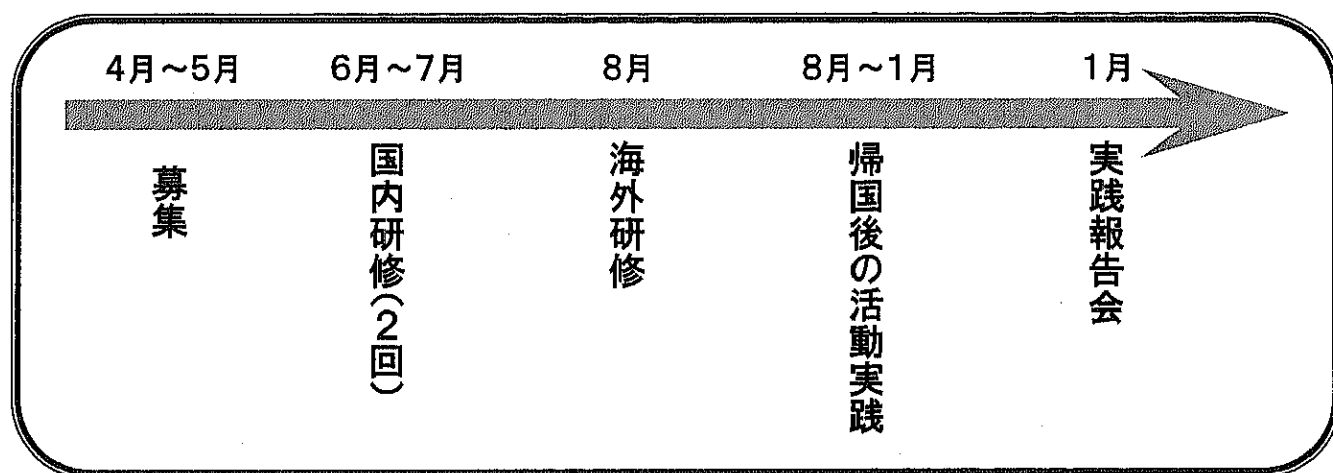 4月～5月
6月～7月
8月
8月～1月
1月
募集
国内研修(2回)
海外研修
帰国後の活動実践
実践報告会